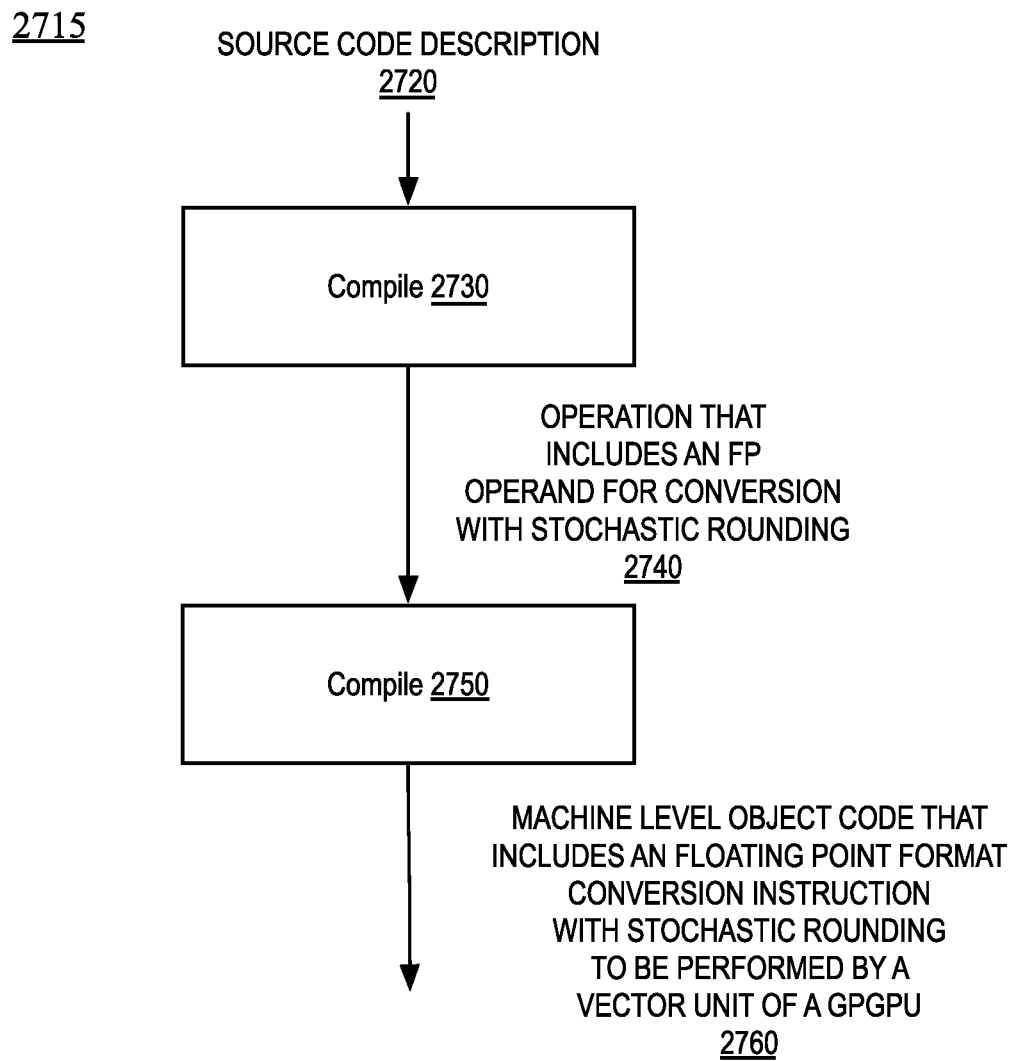 2715
SOURCE CODE DESCRIPTION
2720
Compile 2730
OPERATION THAT
INCLUDES AN FP
OPERAND FOR CONVERSION
WITH STOCHASTIC ROUNDING
2740
Compile 2750
MACHINE LEVEL OBJECT CODE THAT
INCLUDES AN FLOATING POINT FORMAT
CONVERSION INSTRUCTION
WITH STOCHASTIC ROUNDING
TO BE PERFORMED BY A
VECTOR UNIT OF A GPGPU
2760